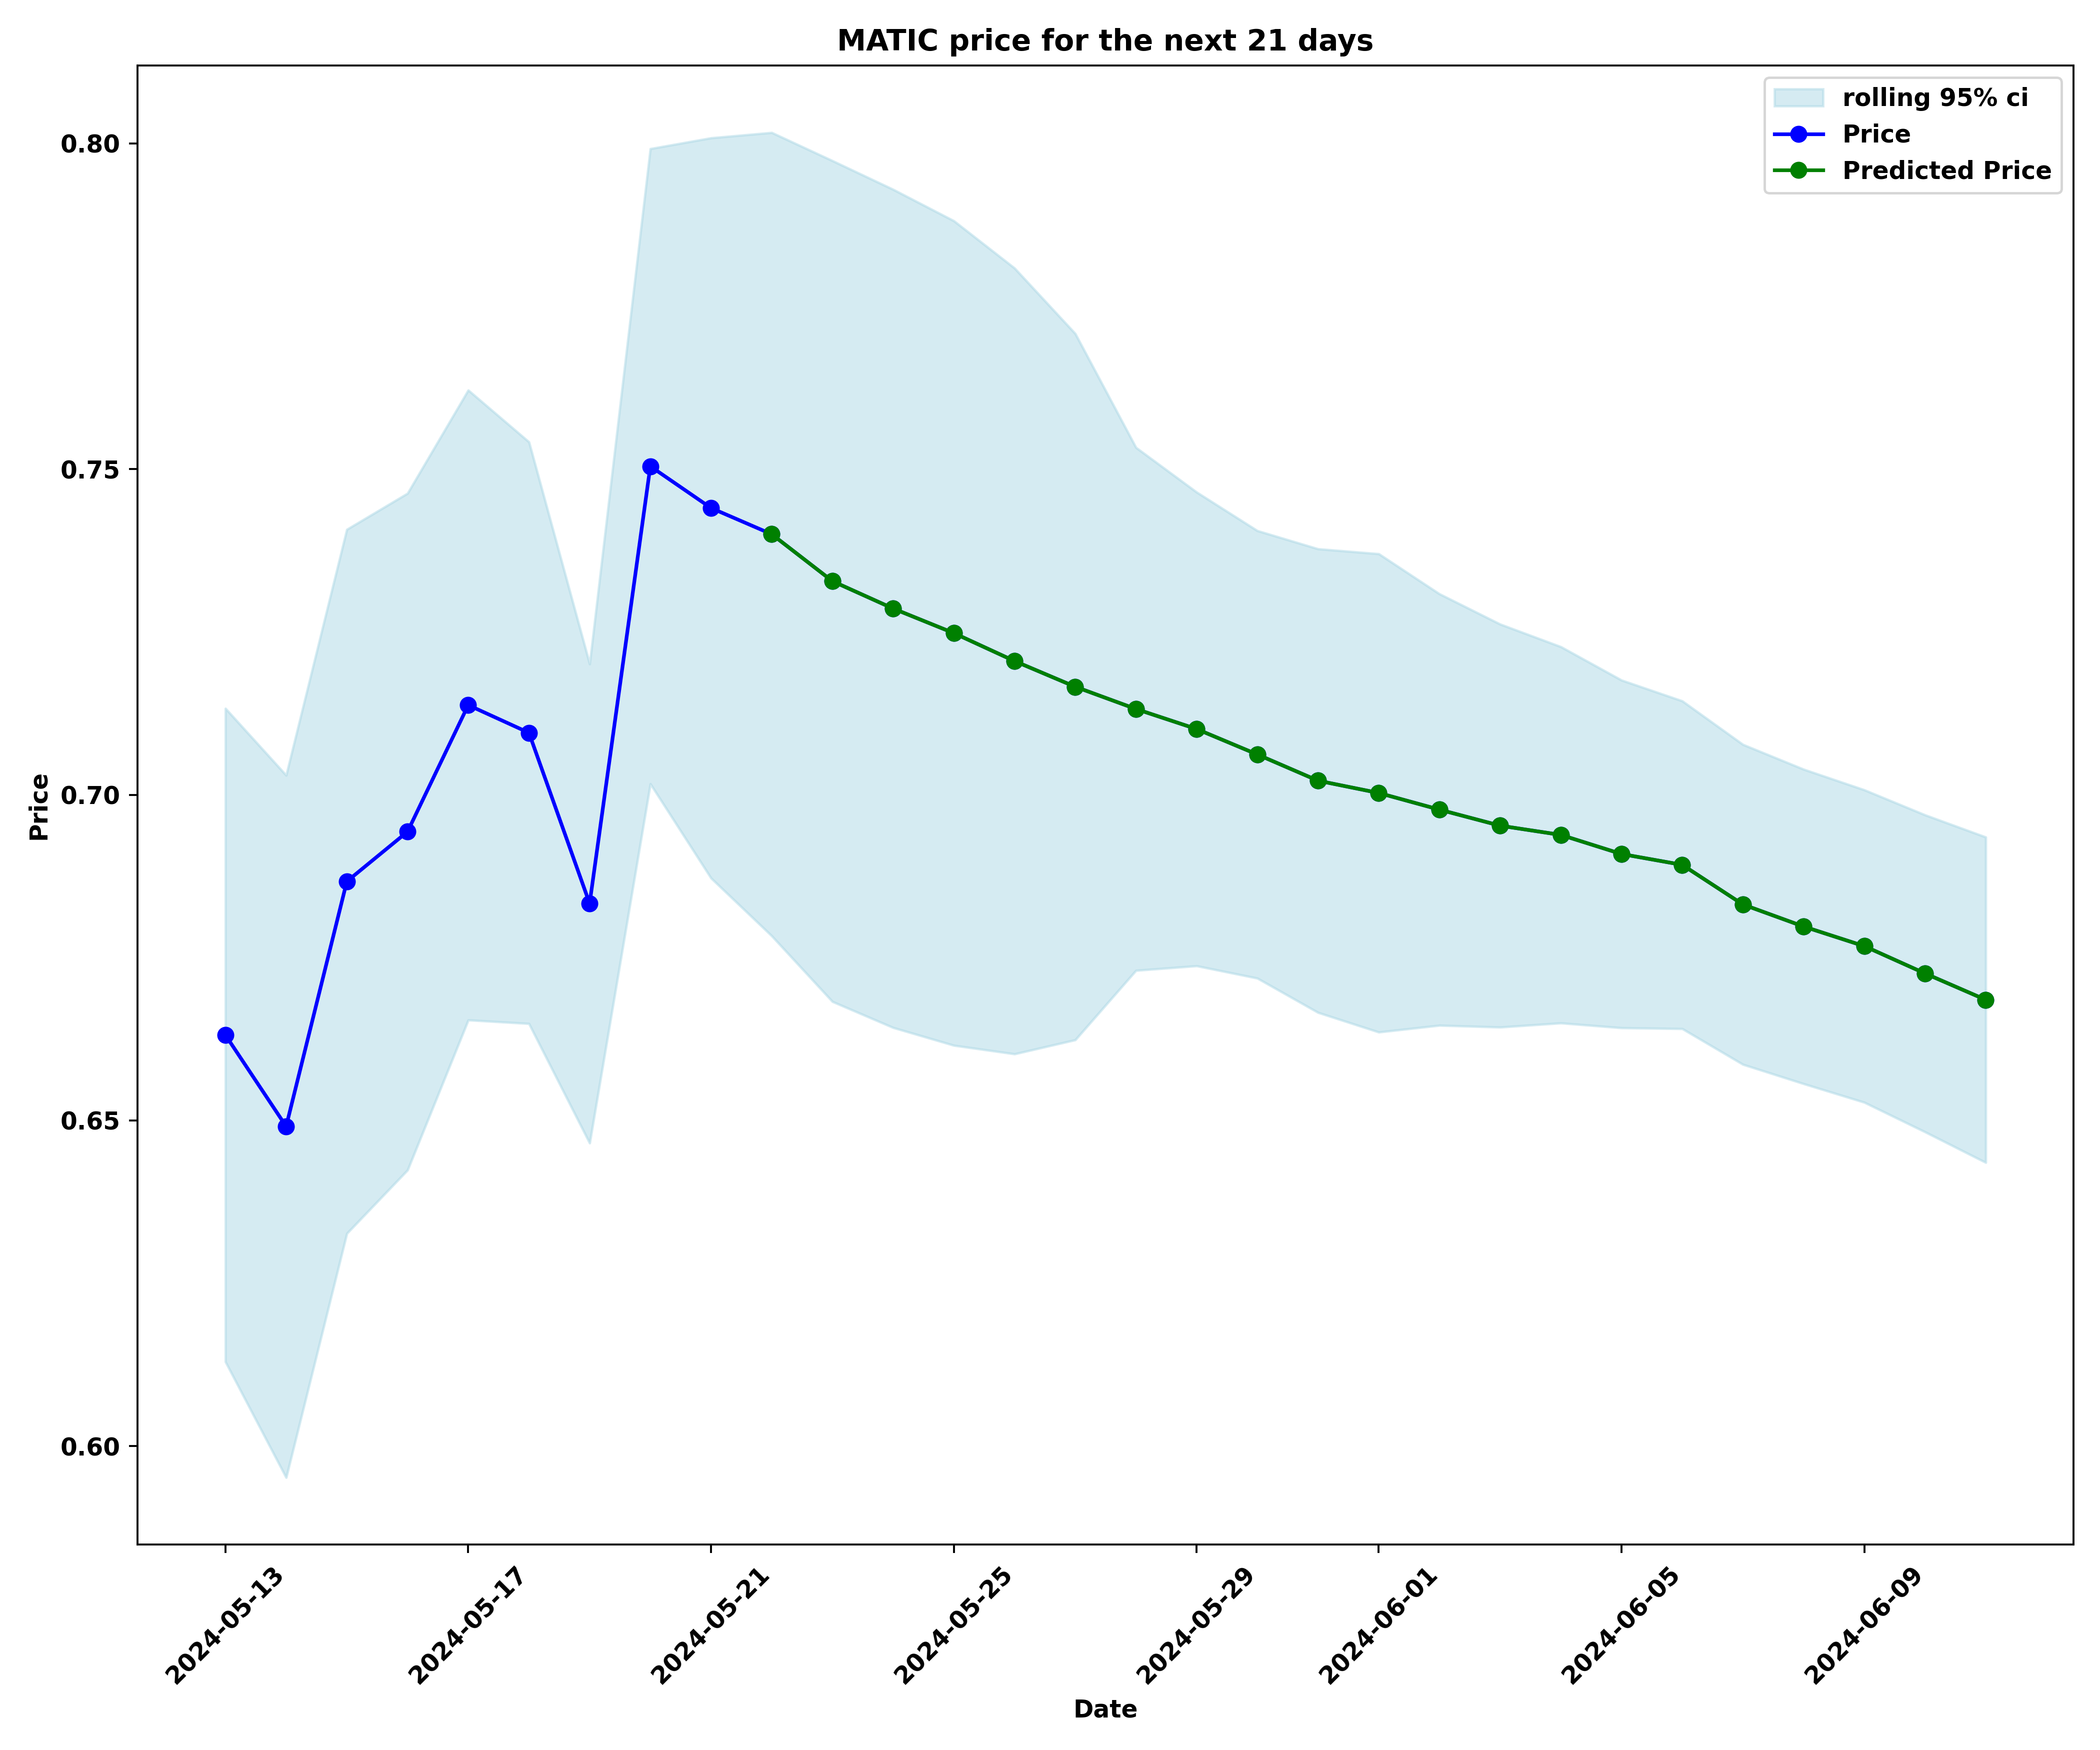 MATIC price for the next 21 days
rolling 95% ci
Price
Predicted Price
0.80
0.75
0.70
0.65
0.60
Price
2024-05-13
2024-05-17
2024-05-21
2024-05-25
2024-05-29
2024-06-01
2024-06-05
2024-06-09
Date